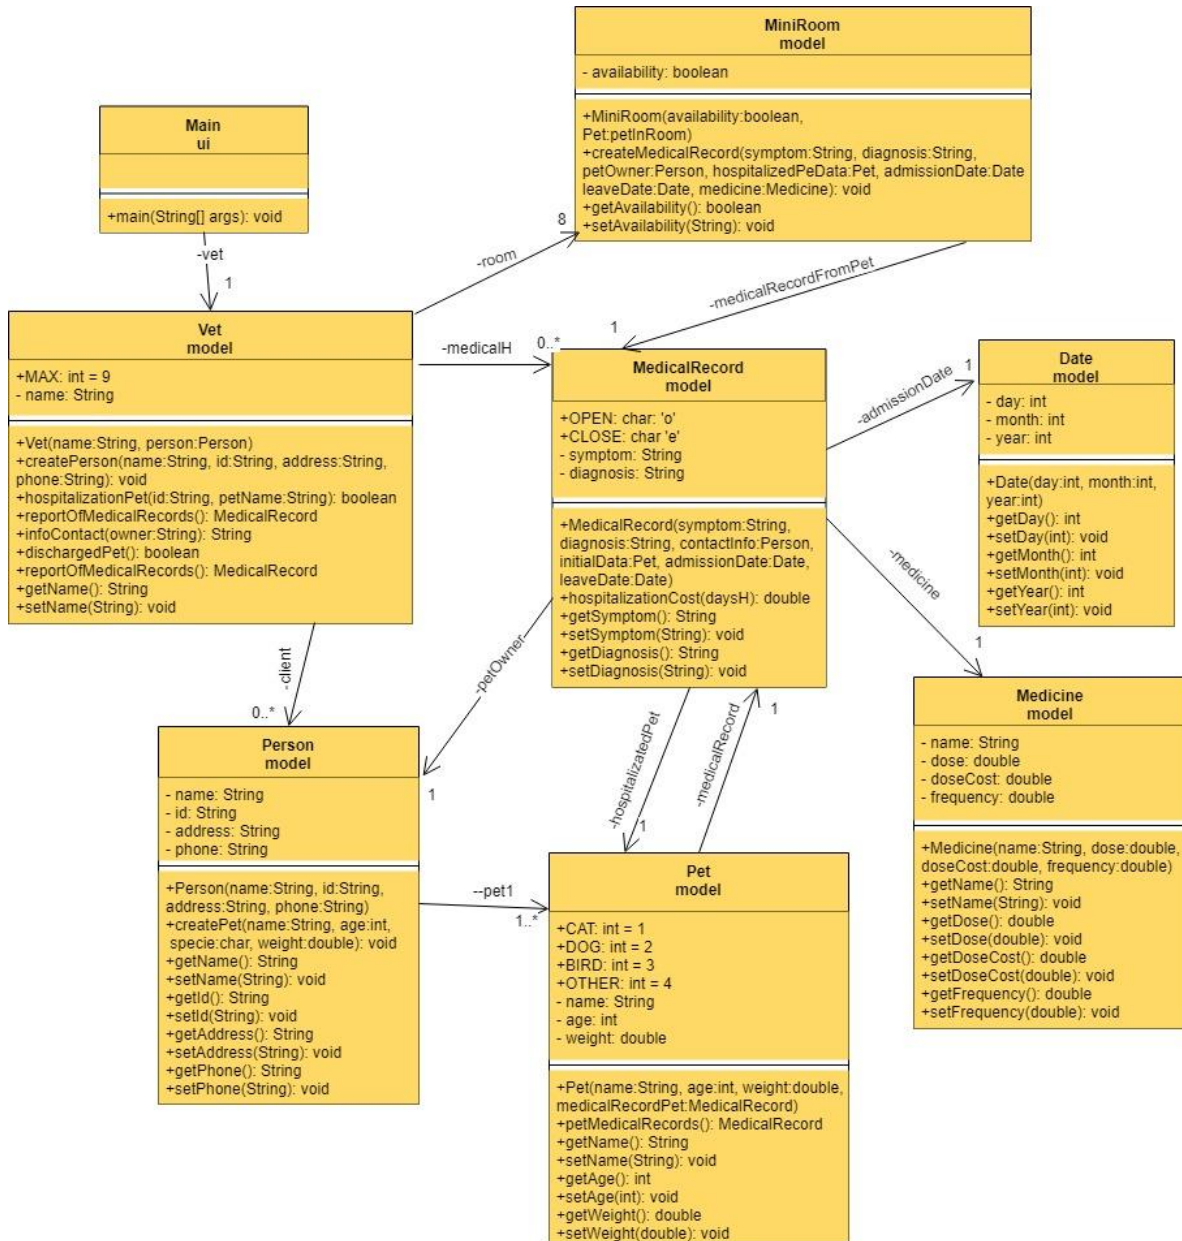 MiniRoom
model
- availability: boolean
+MiniRoom(availability:boolean,
Pet:petInRoom)
+createMedicalRecord(symptom:String, diagnosis:String,
petOwner:Person, hospitalizedPeData:Pet, admissionDate:Date
leaveDate:Date, medicine:Medicine): void
+getAvailability(): boolean
+setAvailability(String): void
Main
ui
+main(String[] args): void
-vet
1
-room
8
-medicalRecordFromPet
1
Vet
model
+MAX: int = 9
- name: String
+Vet(name:String, person:Person)
+createPerson(name:String, id:String, address:String,
phone:String): void
+hospitalizationPet(id:String, petName:String): boolean
+reportOfMedicalRecords(): MedicalRecord
+infoContact(owner:String): String
+dischargedPet(): boolean
+reportOfMedicalRecords(): MedicalRecord
+getName(): String
+setName(String): void
-medicalH
0..*
MedicalRecord
model
+OPEN: char: 'o'
+CLOSE: char 'e'
- symptom: String
- diagnosis: String
+MedicalRecord(symptom:String,
diagnosis:String, contactInfo:Person,
initialData:Pet, admissionDate:Date,
leaveDate:Date)
+hospitalizationCost(daysH): double
+getSymptom(): String
+setSymptom(String): void
+getDiagnosis(): String
+setDiagnosis(String): void
-admissionDate
1
Date
model
- day: int
- month: int
- year: int
+Date(day:int, month:int,
year:int)
+getDay(): int
+setDay(int): void
+getMonth(): int
+setMonth(int): void
+getYear(): int
+setYear(int): void
-medicine
1
-client
0..*
-petOwner
1
-hospitalizatedPet
1
-medicalRecord
1
Medicine
model
- name: String
- dose: double
- doseCost: double
- frequency: double
+Medicine(name:String, dose:double,
doseCost:double, frequency:double)
+getName(): String
+setName(String): void
+getDose(): double
+setDose(double): void
+getDoseCost(): double
+setDoseCost(double): void
+getFrequency(): double
+setFrequency(double): void
Person
model
- name: String
- id: String
- address: String
- phone: String
+Person(name:String, id:String,
address:String, phone:String)
+createPet(name:String, age:int,
specie:char, weight:double): void
+getName(): String
+setName(String): void
+getId(): String
+setId(String): void
+getAddress(): String
+setAddress(String): void
+getPhone(): String
+setPhone(String): void
--pet1
1..*
Pet
model
+CAT: int = 1
+DOG: int = 2
+BIRD: int = 3
+OTHER: int = 4
- name: String
- age: int
- weight: double
+Pet(name:String, age:int, weight:double,
medicalRecordPet:MedicalRecord)
+petMedicalRecords(): MedicalRecord
+getName(): String
+setName(String): void
+getAge(): int
+setAge(int): void
+getWeight(): double
+setWeight(double): void